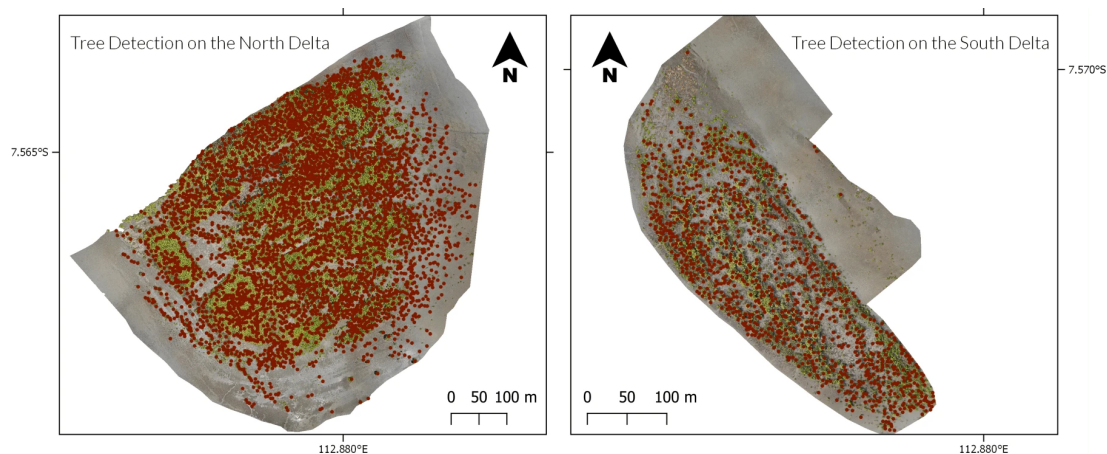 Tree Detection on the North Delta
N
7.565°S
0 50 100 m
112.880°E
Tree Detection on the South Delta
N
7.570°S
0 50 100 m
112.880°E